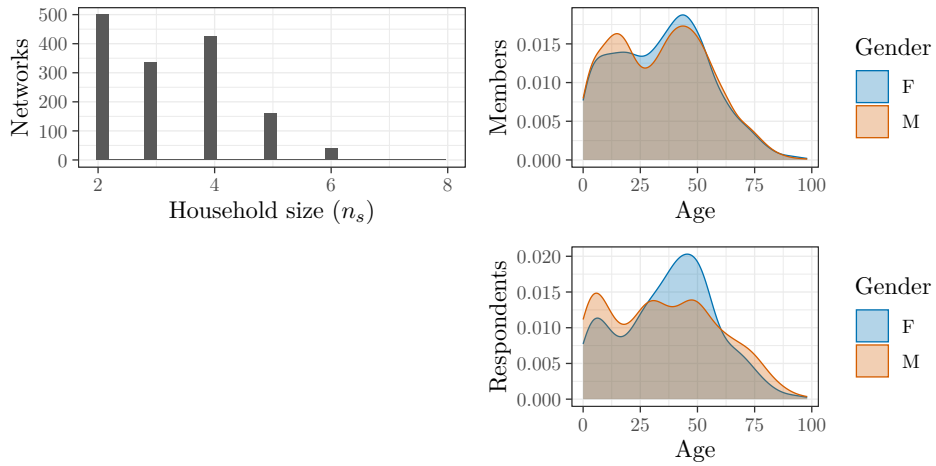 Networks
500
400
300
200
100
0
2
4
6
8
Household size (n_s)
Members
0.015
0.010
0.005
0.000
0
25
50
75
100
Age
Gender
F
M
Respondents
0.020
0.015
0.010
0.005
0.000
0
25
50
75
100
Age
Gender
F
M